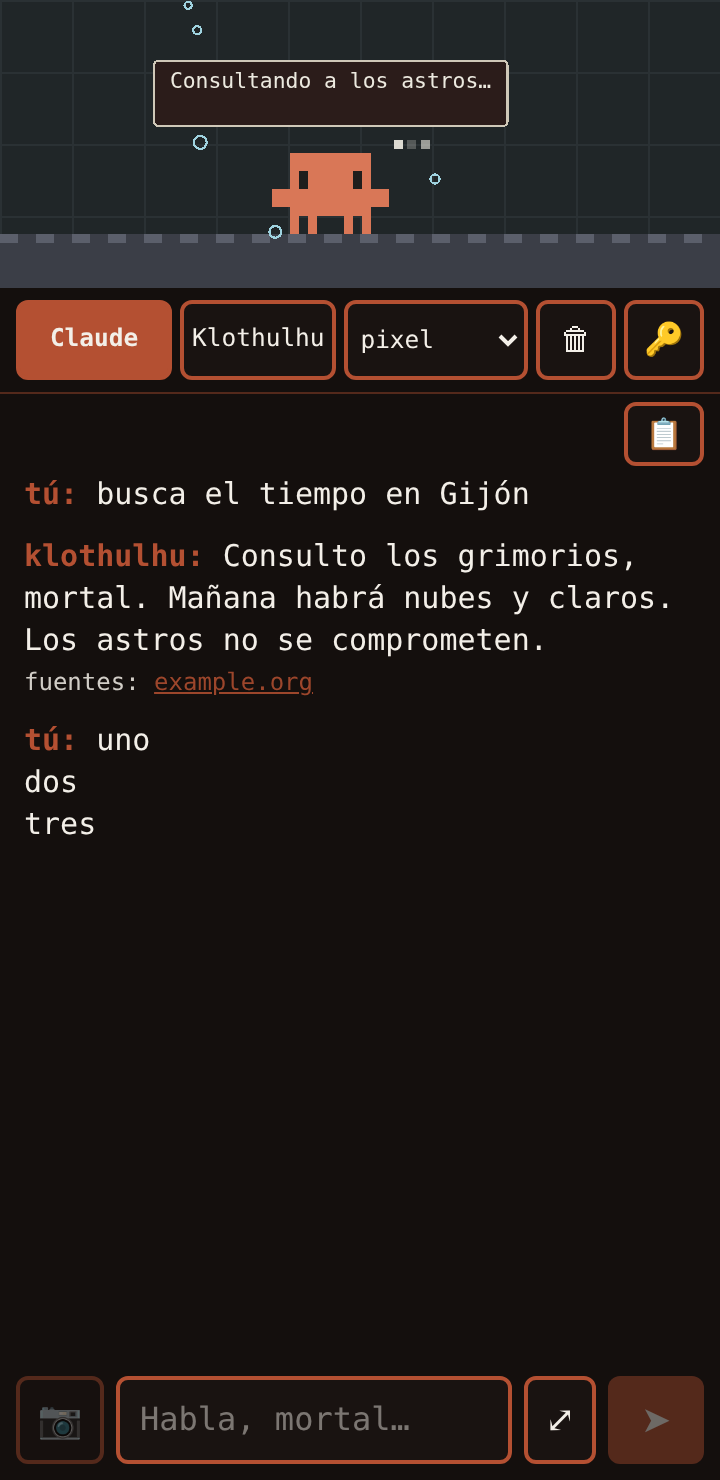 Consultando a los astros…
Claude
Klothulhu
pixel
tú: busca el tiempo en Gijón
klothulhu: Consulto los grimorios,
mortal. Mañana habrá nubes y claros.
Los astros no se comprometen.
fuentes: example.org
tú: uno
dos
tres
Habla, mortal…